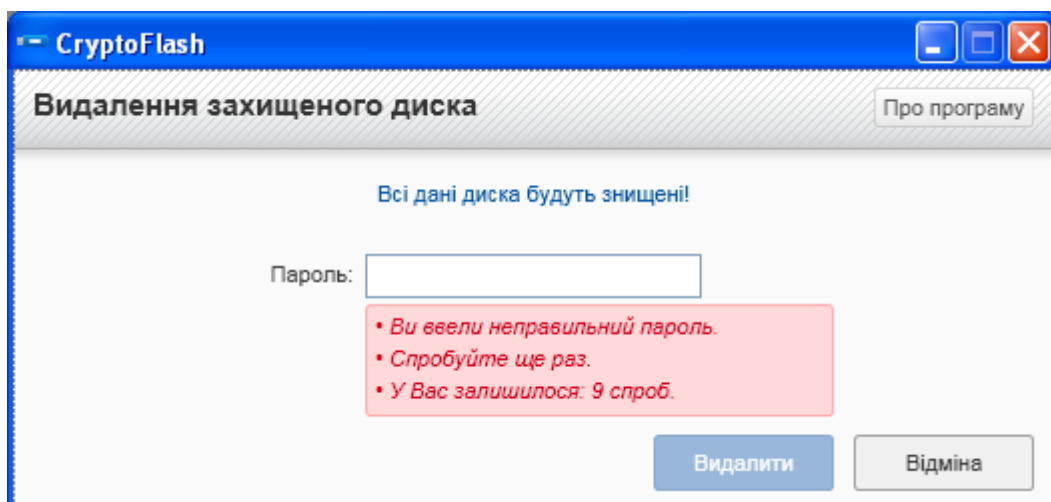 CryptoFlash
Видалення захищеного диска
Про програму
Всі дані диска будуть знищені!
Пароль:
• Ви ввели неправильний пароль.
• Спробуйте ще раз.
• У Вас залишилося: 9 спроб.
Видалити
Відміна